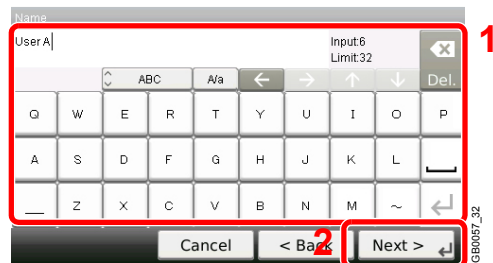 Name
User A
Input:6
Limit:32
1
ABC A/a ← → ↑ ↓ Del.
Q W E R T Y U I O P
A S D F G H J K L
_ Z X C V B N M ~
2
Cancel < Back Next >
GB0057_32